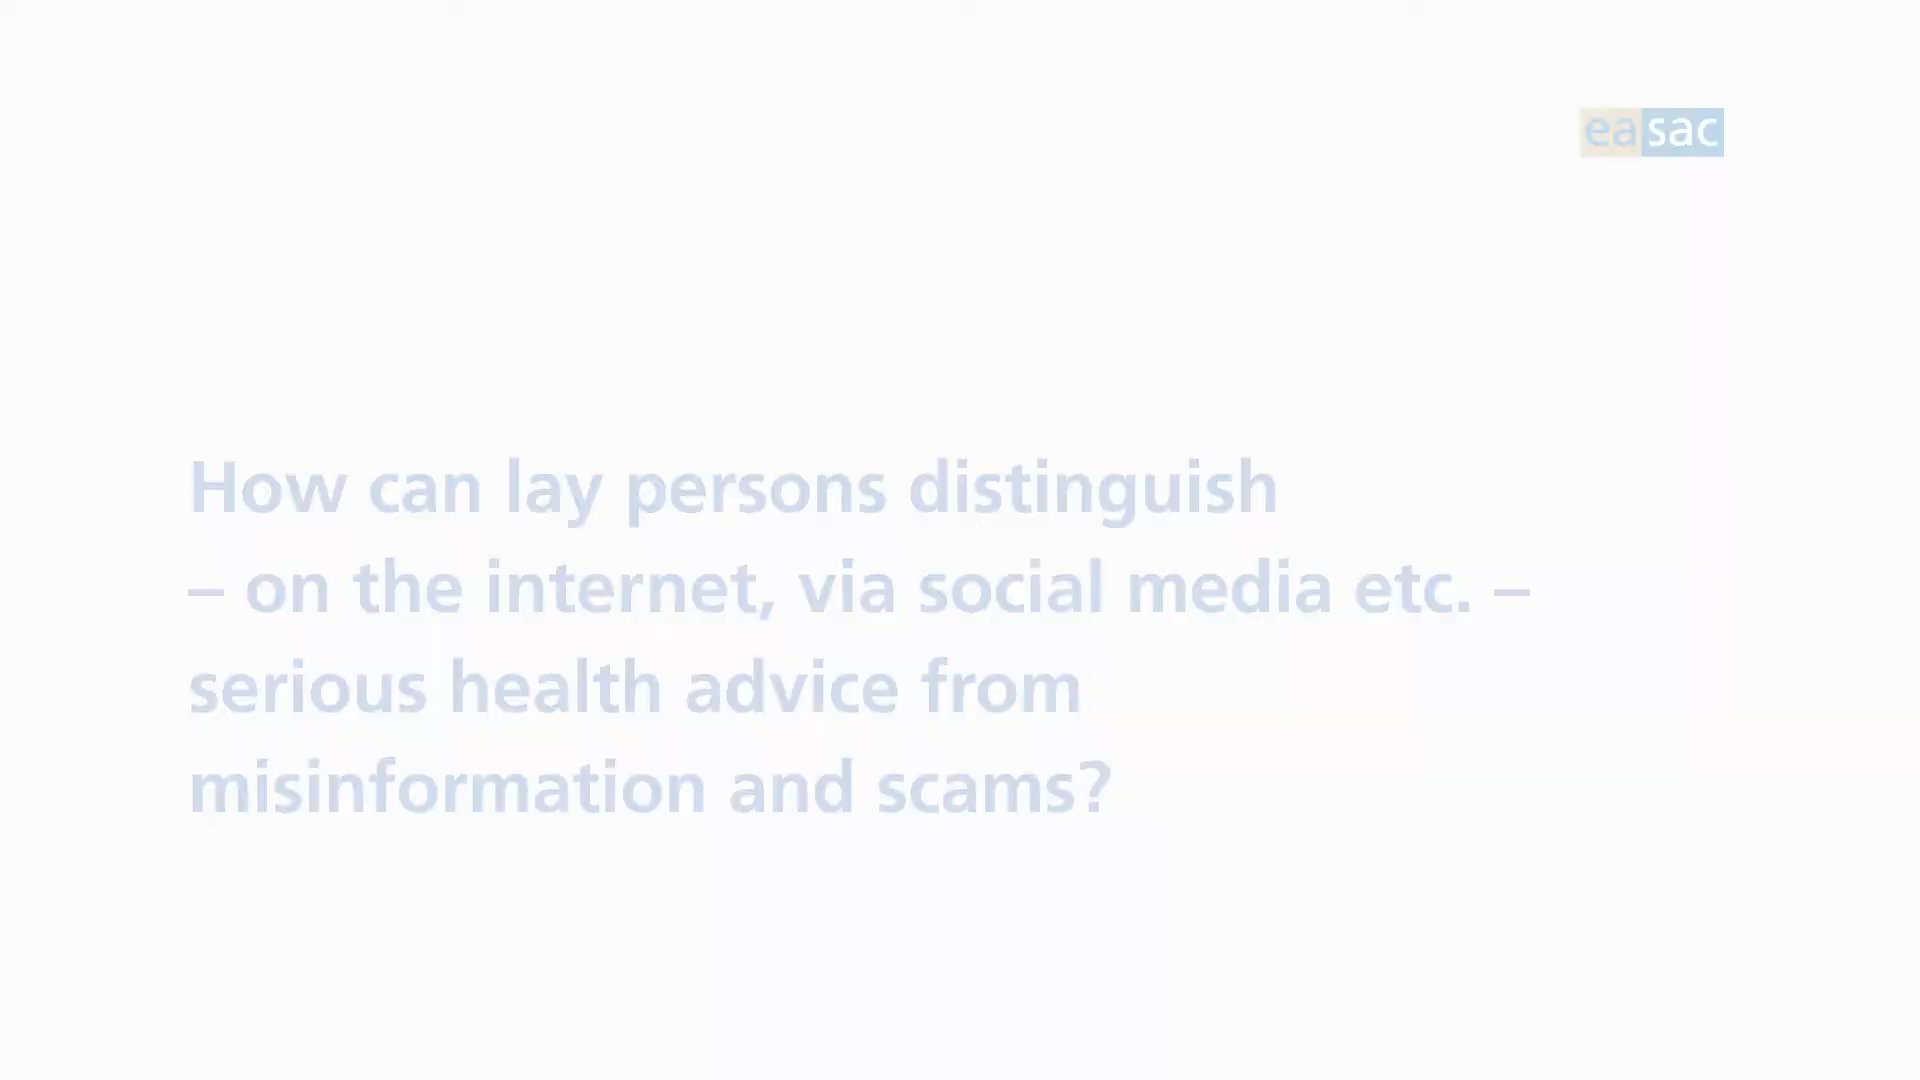 easac
How can lay persons distinguish
– on the internet, via social media etc. –
serious health advice from
misinformation and scams?